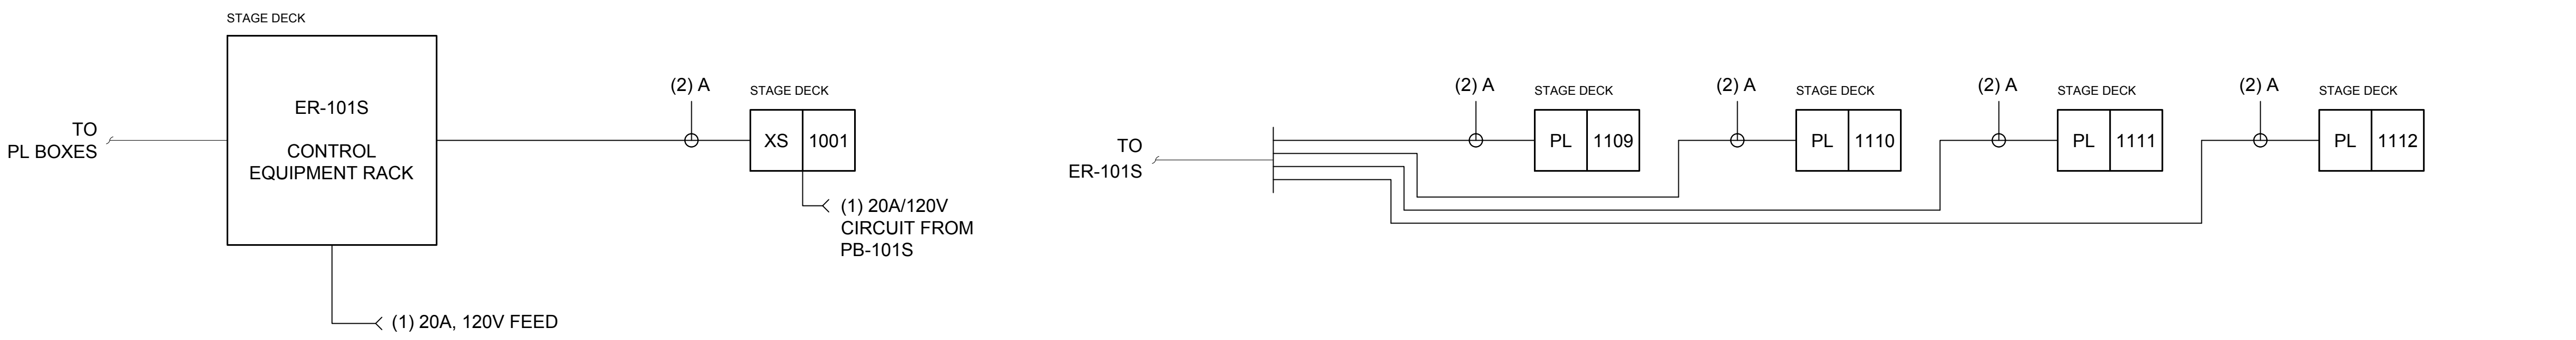 STAGE DECK
ER-101S
CONTROL
EQUIPMENT RACK
TO
PL BOXES
(1) 20A, 120V FEED
(2) A
STAGE DECK
XS 1001
(1) 20A/120V
CIRCUIT FROM
PB-101S
TO
ER-101S
(2) A
STAGE DECK
PL 1109
(2) A
STAGE DECK
PL 1110
(2) A
STAGE DECK
PL 1111
(2) A
STAGE DECK
PL 1112